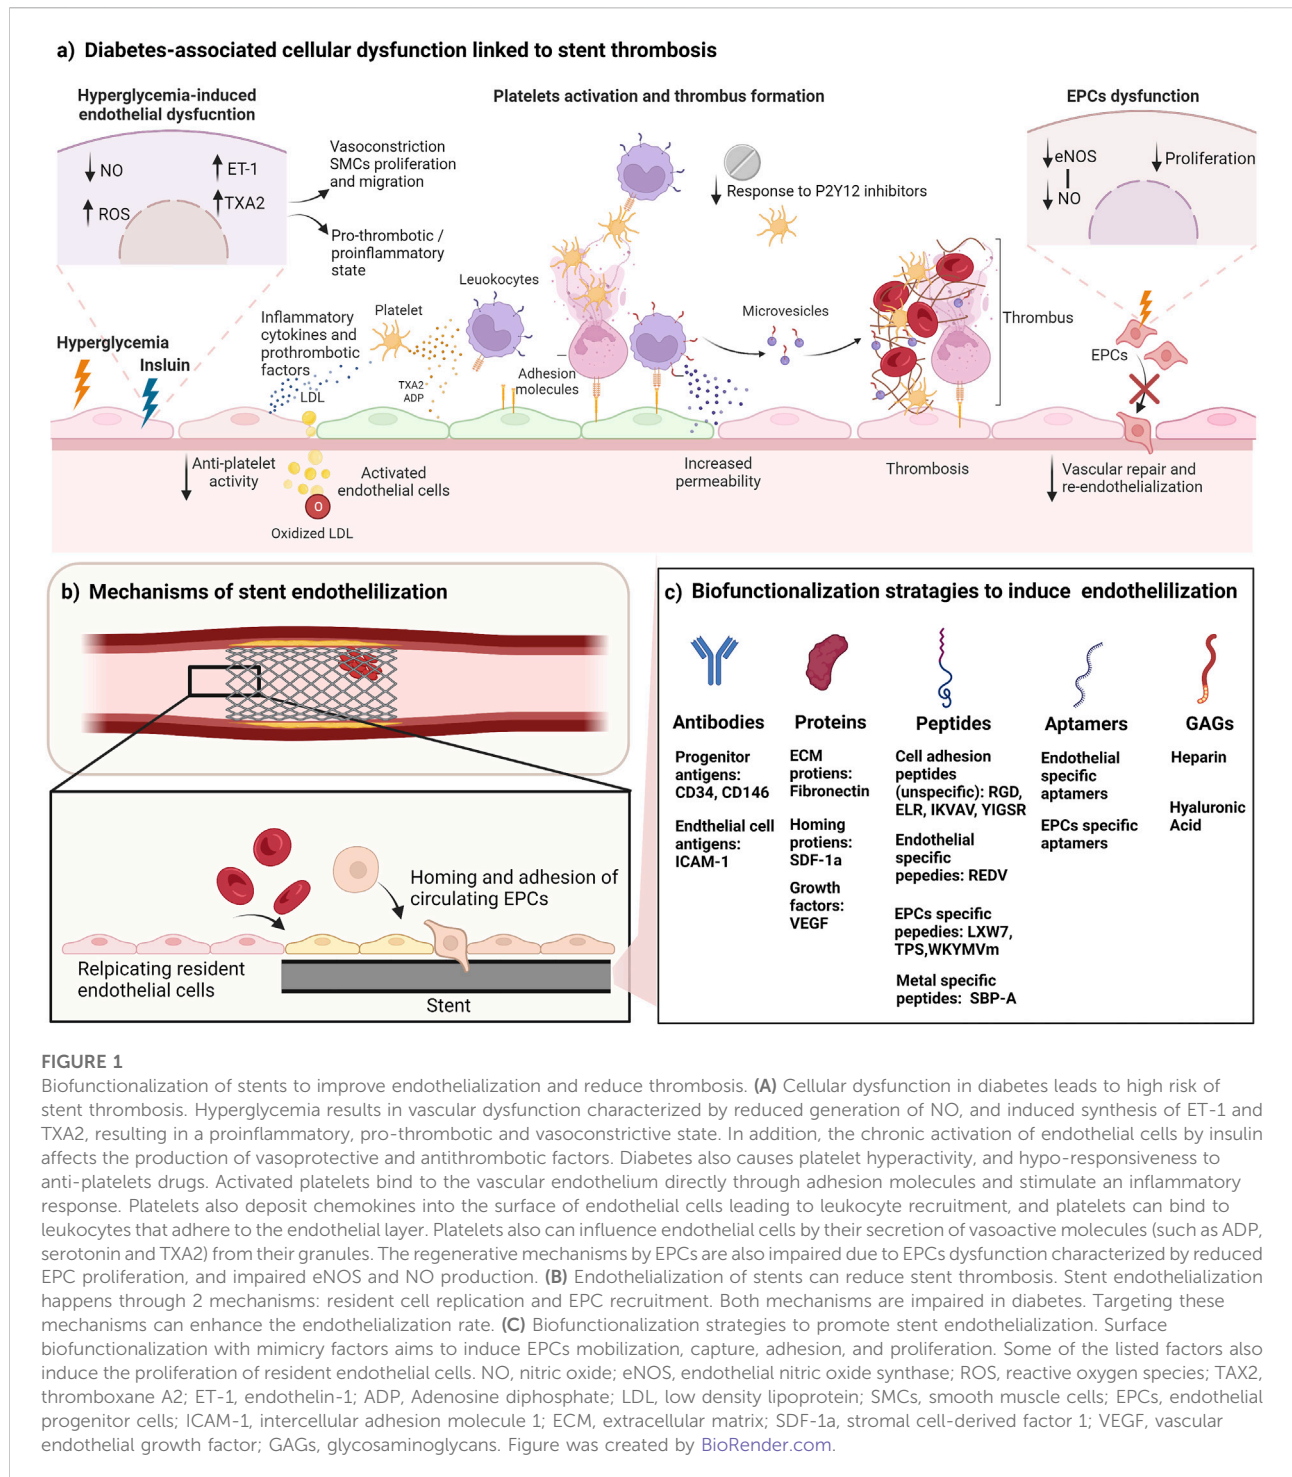 a) Diabetes-associated cellular dysfunction linked to stent thrombosis
Hyperglycemia-induced
endothelial dysfucntion
NO
ROS
ET-1
TXA2
Vasoconstriction
SMCs proliferation
and migration
Pro-thrombotic /
proinflammatory
state
Platelets activation and thrombus formation
Response to P2Y12 inhibitors
EPCs dysfunction
eNOS
NO
Proliferation
Hyperglycemia
Insluin
Inflammatory
cytokines and
prothrombotic
factors
LDL
Platelet
TXA2
ADP
Leuokocytes
Adhesion
molecules
Microvesicles
Thrombus
EPCs
Anti-platelet
activity
O
Oxidized LDL
Activated
endothelial cells
Increased
permeability
Thrombosis
Vascular repair and
re-endothelialization
b) Mechanisms of stent endothelilization
Homing and adhesion of
circulating EPCs
Relpicating resident
endothelial cells
Stent
c) Biofunctionalization stratagies to induce endothelilization
Antibodies
Progenitor
antigens:
CD34, CD146
Endthelial cell
antigens:
ICAM-1
Proteins
ECM
protiens:
Fibronectin
Homing
protiens:
SDF-1a
Growth
factors:
VEGF
Peptides
Cell adhesion
peptides
(unspecific): RGD,
ELR, IKVAV, YIGSR
Endothelial
specific
pepedies: REDV
EPCs specific
pepedies: LXW7,
TPS,WKYMVm
Metal specific
peptides: SBP-A
Aptamers
Endothelial
specific
aptamers
EPCs specific
aptamers
GAGs
Heparin
Hyaluronic
Acid
FIGURE 1
Biofunctionalization of stents to improve endothelialization and reduce thrombosis. (A) Cellular dysfunction in diabetes leads to high risk of
stent thrombosis. Hyperglycemia results in vascular dysfunction characterized by reduced generation of NO, and induced synthesis of ET-1 and
TXA2, resulting in a proinflammatory, pro-thrombotic and vasoconstrictive state. In addition, the chronic activation of endothelial cells by insulin
affects the production of vasoprotective and antithrombotic factors. Diabetes also causes platelet hyperactivity, and hypo-responsiveness to
anti-platelets drugs. Activated platelets bind to the vascular endothelium directly through adhesion molecules and stimulate an inflammatory
response. Platelets also deposit chemokines into the surface of endothelial cells leading to leukocyte recruitment, and platelets can bind to
leukocytes that adhere to the endothelial layer. Platelets also can influence endothelial cells by their secretion of vasoactive molecules (such as ADP,
serotonin and TXA2) from their granules. The regenerative mechanisms by EPCs are also impaired due to EPCs dysfunction characterized by reduced
EPC proliferation, and impaired eNOS and NO production. (B) Endothelialization of stents can reduce stent thrombosis. Stent endothelialization
happens through 2 mechanisms: resident cell replication and EPC recruitment. Both mechanisms are impaired in diabetes. Targeting these
mechanisms can enhance the endothelialization rate. (C) Biofunctionalization strategies to promote stent endothelialization. Surface
biofunctionalization with mimicry factors aims to induce EPCs mobilization, capture, adhesion, and proliferation. Some of the listed factors also
induce the proliferation of resident endothelial cells. NO, nitric oxide; eNOS, endothelial nitric oxide synthase; ROS, reactive oxygen species; TAX2,
thromboxane A2; ET-1, endothelin-1; ADP, Adenosine diphosphate; LDL, low density lipoprotein; SMCs, smooth muscle cells; EPCs, endothelial
progenitor cells; ICAM-1, intercellular adhesion molecule 1; ECM, extracellular matrix; SDF-1a, stromal cell-derived factor 1; VEGF, vascular
endothelial growth factor; GAGs, glycosaminoglycans. Figure was created by BioRender.com.